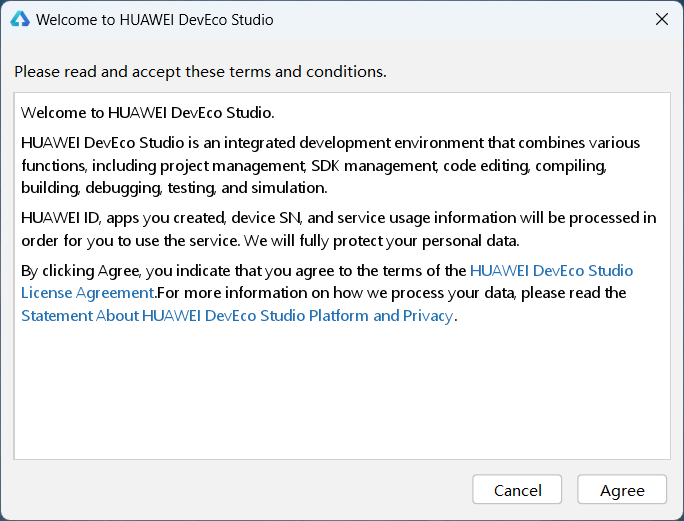 Welcome to HUAWEI DevEco Studio
Please read and accept these terms and conditions.
Welcome to HUAWEI DevEco Studio.
HUAWEI DevEco Studio is an integrated development environment that combines various
functions, including project management, SDK management, code editing, compiling,
building, debugging, testing, and simulation.
HUAWEI ID, apps you created, device SN, and service usage information will be processed in
order for you to use the service. We will fully protect your personal data.
By clicking Agree, you indicate that you agree to the terms of the HUAWEI DevEco Studio
License Agreement.For more information on how we process your data, please read the
Statement About HUAWEI DevEco Studio Platform and Privacy.
Cancel Agree